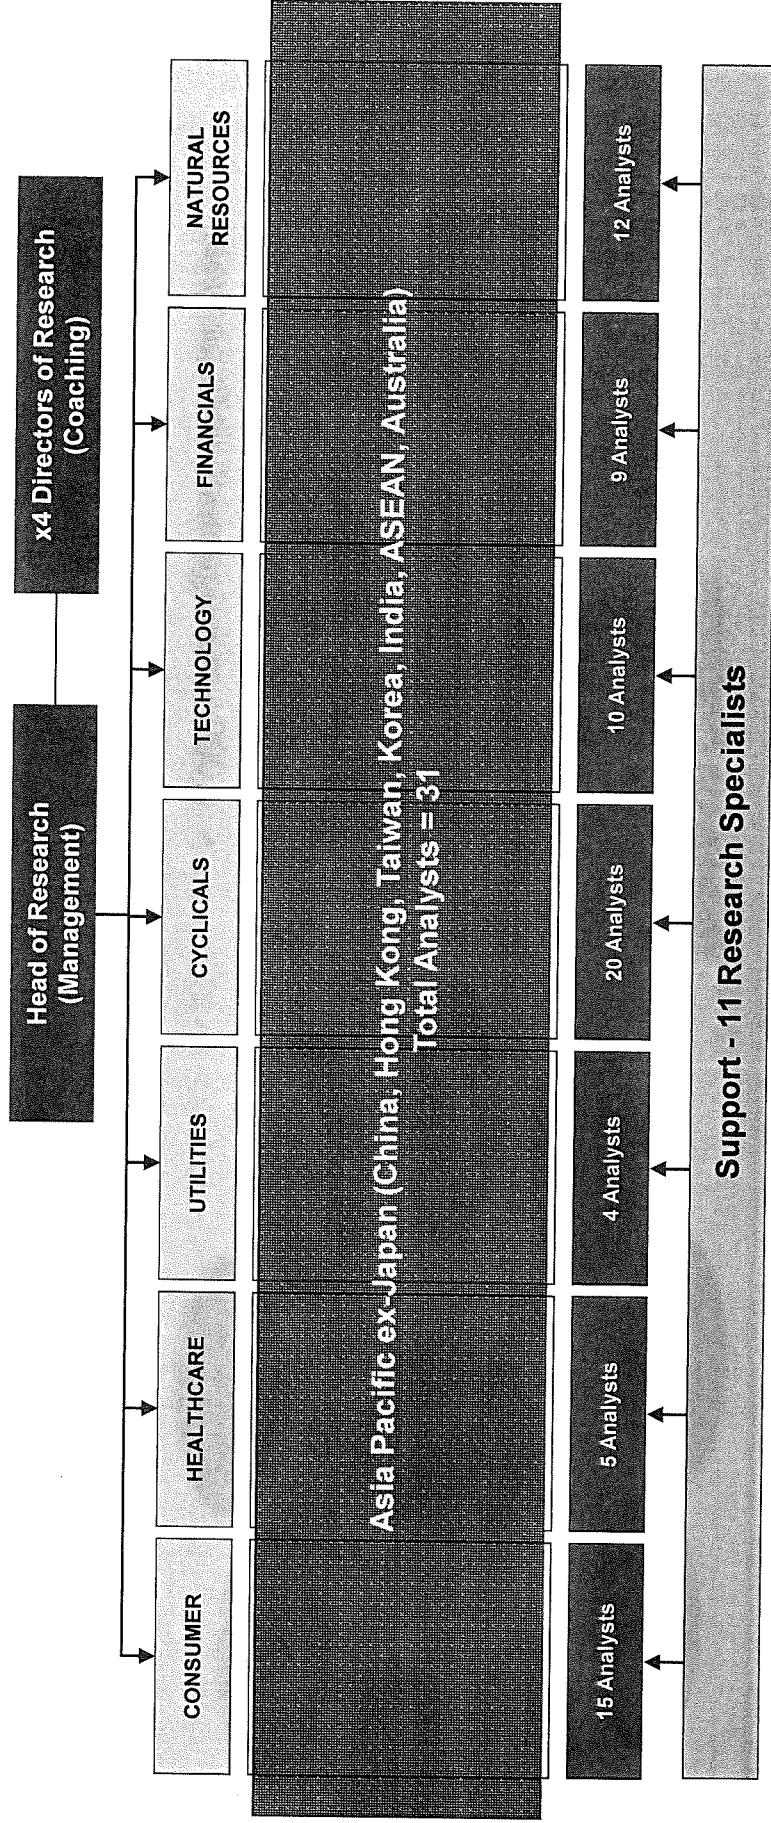 Head of Research
(Management)
x4 Directors of Research
(Coaching)
CONSUMER
HEALTHCARE
UTILITIES
CYCLICALS
TECHNOLOGY
FINANCIALS
NATURAL
RESOURCES
Asia Pacific ex-Japan (China, Hong Kong, Taiwan, Korea, India, ASEAN, Australia)
Total Analysts = 31
15 Analysts
5 Analysts
4 Analysts
20 Analysts
10 Analysts
9 Analysts
12 Analysts
Support - 11 Research Specialists